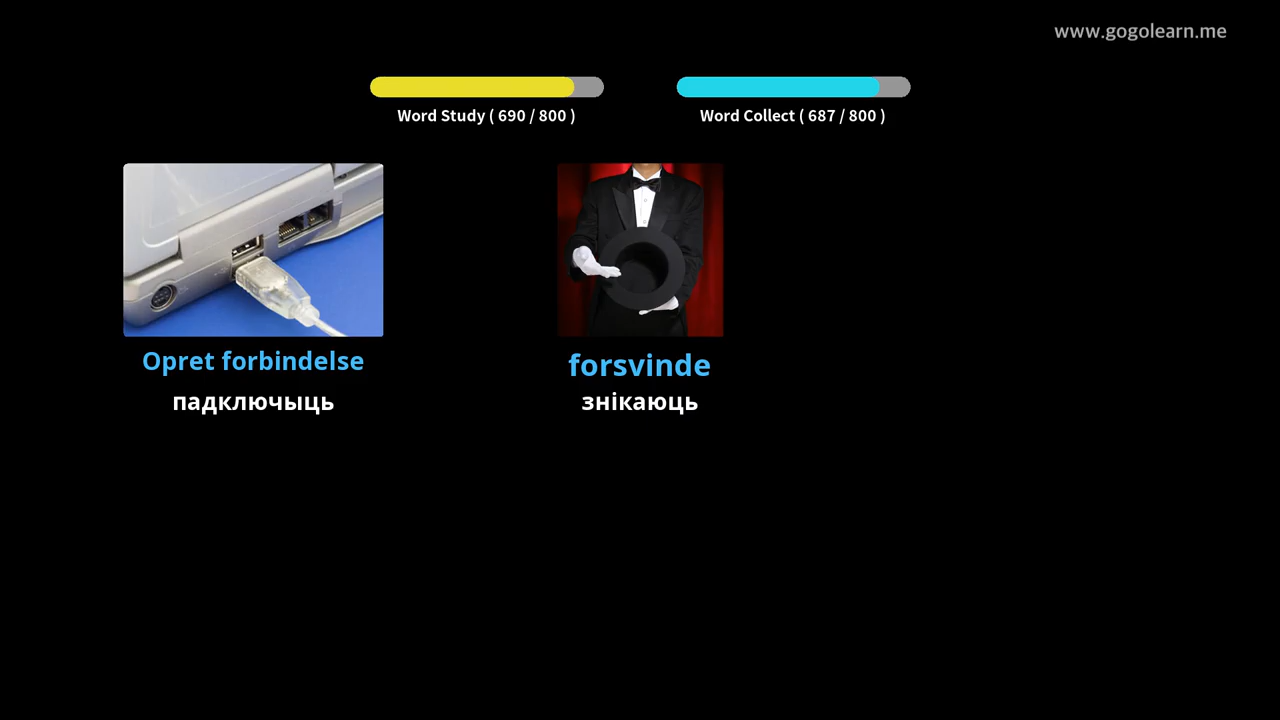 www.gogolearn.me
Word Study ( 690 / 800 )
Word Collect ( 687 / 800 )
Opret forbindelse
падключыць
forsvinde
знікаюць